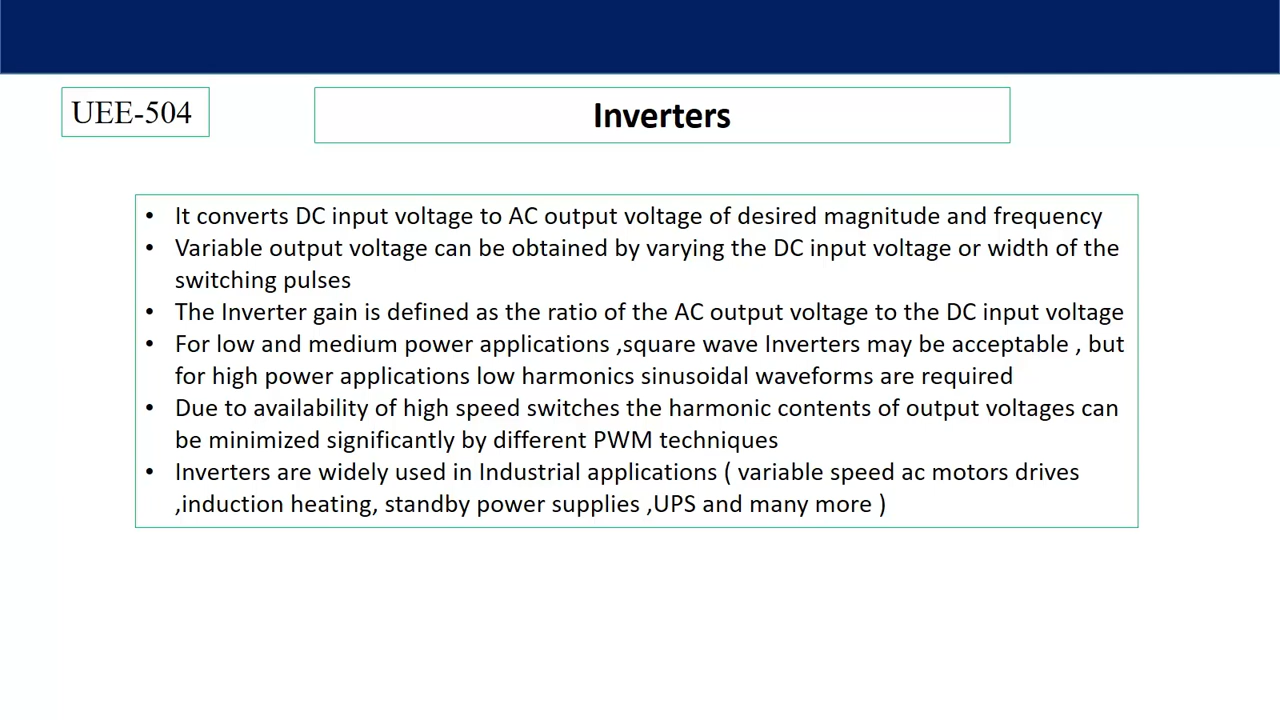 UEE-504
Inverters
• It converts DC input voltage to AC output voltage of desired magnitude and frequency
• Variable output voltage can be obtained by varying the DC input voltage or width of the
switching pulses
• The Inverter gain is defined as the ratio of the AC output voltage to the DC input voltage
• For low and medium power applications ,square wave Inverters may be acceptable , but
for high power applications low harmonics sinusoidal waveforms are required
• Due to availability of high speed switches the harmonic contents of output voltages can
be minimized significantly by different PWM techniques
• Inverters are widely used in Industrial applications ( variable speed ac motors drives
,induction heating, standby power supplies ,UPS and many more )